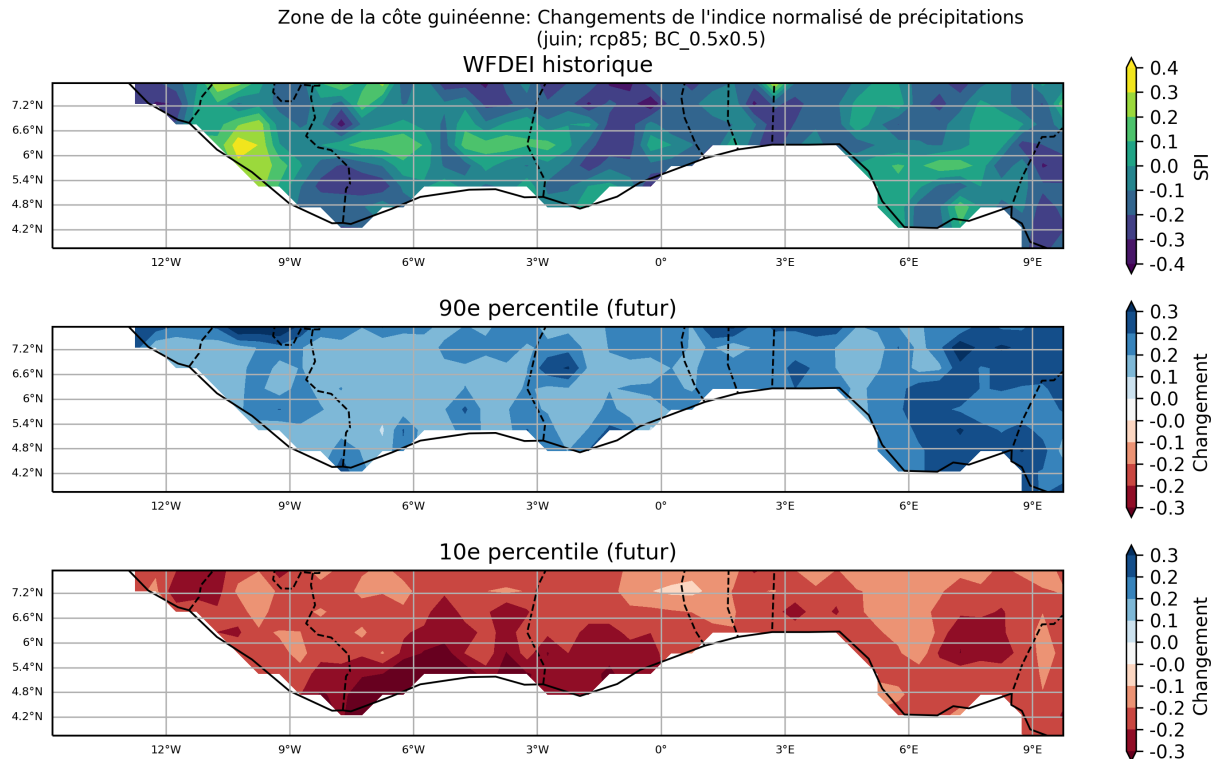 Zone de la côte guinéenne: Changements de l'indice normalisé de précipitations
(juin; rcp85; BC_0.5x0.5)
WFDEI historique
7.2°N
6.6°N
6°N
5.4°N
4.8°N
4.2°N
12°W 9°W 6°W 3°W 0° 3°E 6°E 9°E
0.4
0.3
0.2
0.1
0.0
-0.1
-0.2
-0.3
-0.4
SPI
90e percentile (futur)
7.2°N
6.6°N
6°N
5.4°N
4.8°N
4.2°N
12°W 9°W 6°W 3°W 0° 3°E 6°E 9°E
0.3
0.2
0.2
0.1
0.0
-0.0
-0.1
-0.2
-0.2
-0.3
Changement
10e percentile (futur)
7.2°N
6.6°N
6°N
5.4°N
4.8°N
4.2°N
12°W 9°W 6°W 3°W 0° 3°E 6°E 9°E
0.3
0.2
0.2
0.1
0.0
-0.0
-0.1
-0.2
-0.2
-0.3
Changement